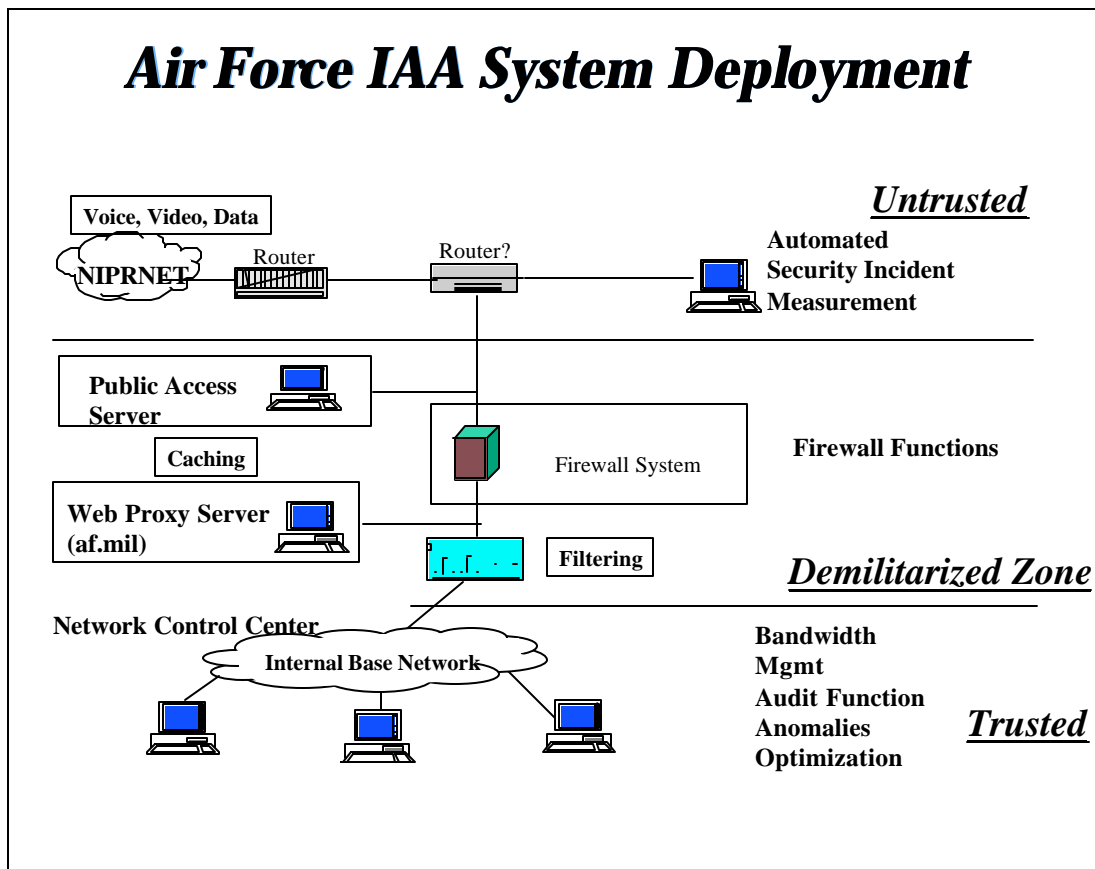 Air Force IAA System Deployment
Untrusted
Voice, Video, Data
NIPRNET
Router
Router?
Automated
Security Incident
Measurement
Public Access
Server
Caching
Firewall System
Firewall Functions
Web Proxy Server
(af.mil)
Filtering
Demilitarized Zone
Network Control Center
Internal Base Network
Bandwidth
Mgmt
Audit Function
Anomalies
Optimization
Trusted